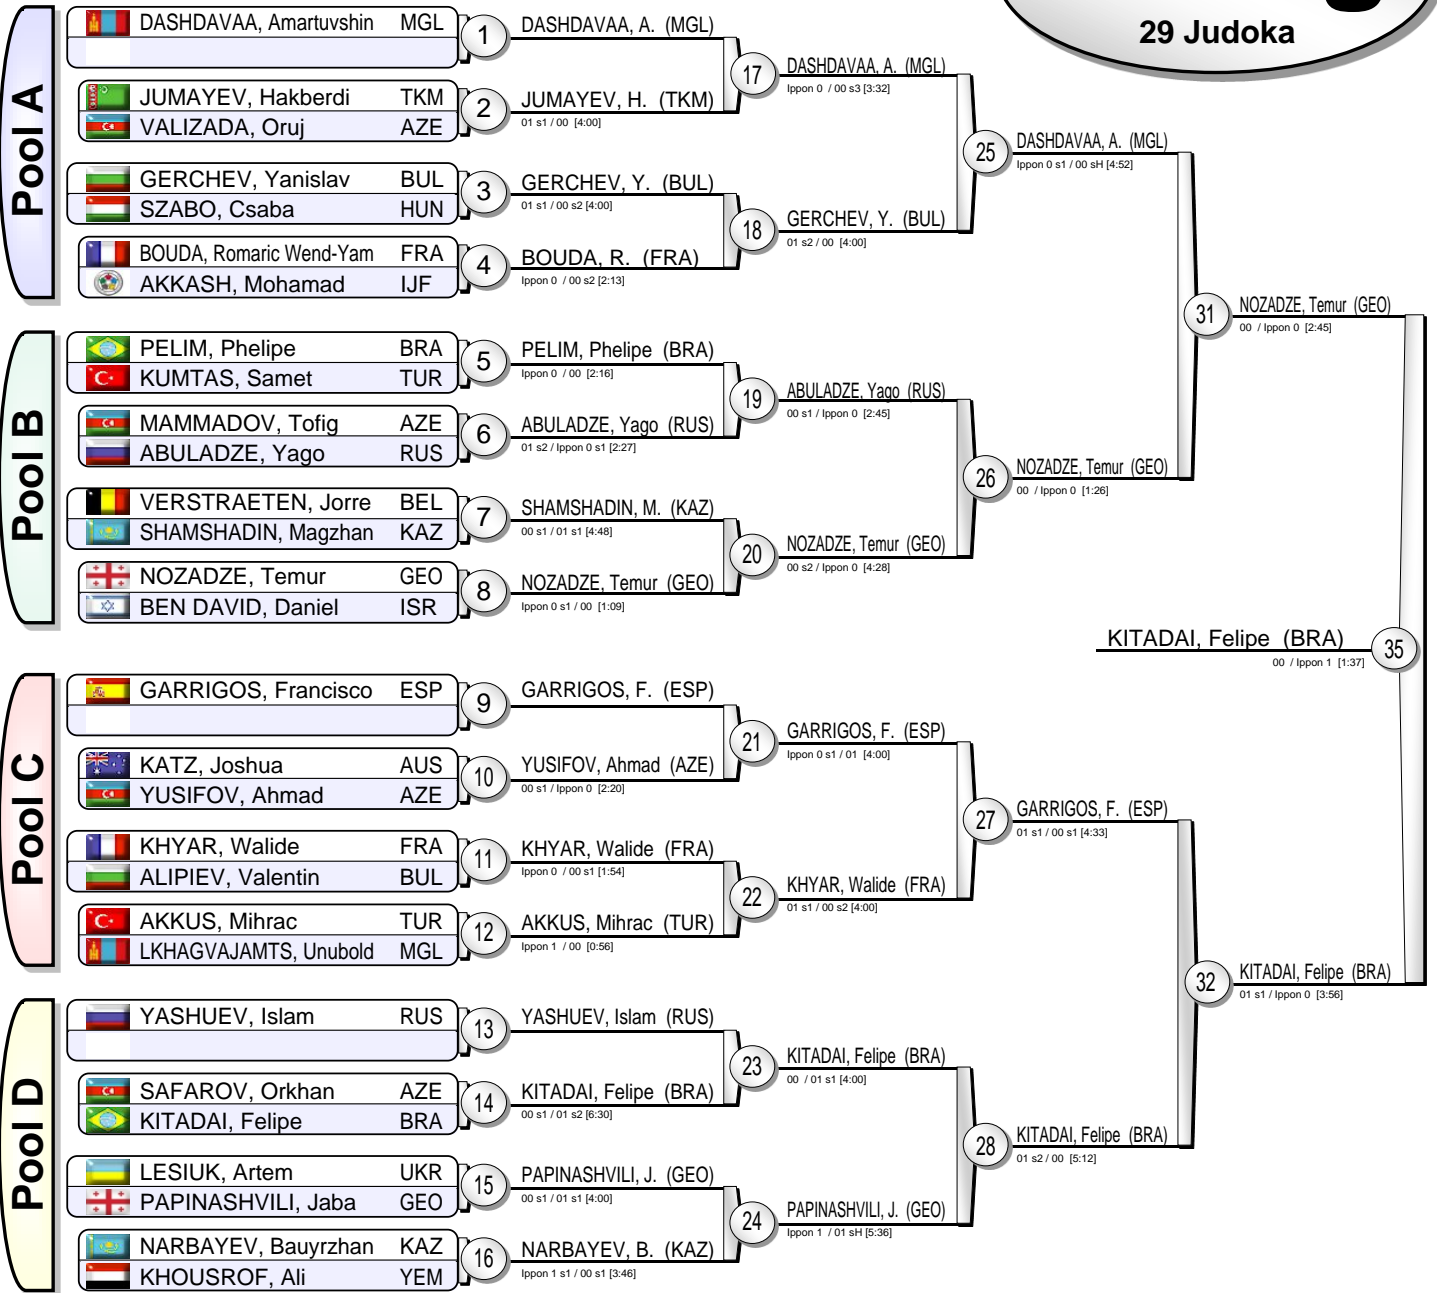 29 Judoka
Pool A
DASHDAVAA, Amartuvshin MGL
1
DASHDAVAA, A. (MGL)
JUMAYEV, Hakberdi TKM
VALIZADA, Oruj AZE
2
JUMAYEV, H. (TKM)
01 s1 / 00 [4:00]
17
DASHDAVAA, A. (MGL)
Ippon 0 / 00 s3 [3:32]
GERCHEV, Yanislav BUL
SZABO, Csaba HUN
3
GERCHEV, Y. (BUL)
01 s1 / 00 s2 [4:00]
BOUDA, Romaric Wend-Yam FRA
AKKASH, Mohamad IJF
4
BOUDA, R. (FRA)
Ippon 0 / 00 s2 [2:13]
18
GERCHEV, Y. (BUL)
01 s2 / 00 [4:00]
25
DASHDAVAA, A. (MGL)
Ippon 0 s1 / 00 sH [4:52]
Pool B
PELIM, Phelipe BRA
KUMTAS, Samet TUR
5
PELIM, Phelipe (BRA)
Ippon 0 / 00 [2:16]
MAMMADOV, Tofig AZE
ABULADZE, Yago RUS
6
ABULADZE, Yago (RUS)
01 s2 / Ippon 0 s1 [2:27]
19
ABULADZE, Yago (RUS)
00 s1 / Ippon 0 [2:45]
VERSTRAETEN, Jorre BEL
SHAMSHADIN, Magzhan KAZ
7
SHAMSHADIN, M. (KAZ)
00 s1 / 01 s1 [4:48]
NOZADZE, Temur GEO
BEN DAVID, Daniel ISR
8
NOZADZE, Temur (GEO)
Ippon 0 s1 / 00 [1:09]
20
NOZADZE, Temur (GEO)
00 s2 / Ippon 0 [4:28]
26
NOZADZE, Temur (GEO)
00 / Ippon 0 [1:26]
31
NOZADZE, Temur (GEO)
00 / Ippon 0 [2:45]
KITADAI, Felipe (BRA)
00 / Ippon 1 [1:37]
35
Pool C
GARRIGOS, Francisco ESP
9
GARRIGOS, F. (ESP)
KATZ, Joshua AUS
YUSIFOV, Ahmad AZE
10
YUSIFOV, Ahmad (AZE)
00 s1 / Ippon 0 [2:20]
21
GARRIGOS, F. (ESP)
Ippon 0 s1 / 01 [4:00]
KHYAR, Walide FRA
ALIPIEV, Valentin BUL
11
KHYAR, Walide (FRA)
Ippon 0 / 00 s1 [1:54]
AKKUS, Mihrac TUR
LKHAGVAJAMTS, Unubold MGL
12
AKKUS, Mihrac (TUR)
Ippon 1 / 00 [0:56]
22
KHYAR, Walide (FRA)
01 s1 / 00 s2 [4:00]
27
GARRIGOS, F. (ESP)
01 s1 / 00 s1 [4:33]
Pool D
YASHUEV, Islam RUS
13
YASHUEV, Islam (RUS)
SAFAROV, Orkhan AZE
KITADAI, Felipe BRA
14
KITADAI, Felipe (BRA)
00 s1 / 01 s2 [6:30]
23
KITADAI, Felipe (BRA)
00 / 01 s1 [4:00]
LESIUK, Artem UKR
PAPINASHVILI, Jaba GEO
15
PAPINASHVILI, J. (GEO)
00 s1 / 01 s1 [4:00]
NARBAYEV, Bauyrzhan KAZ
KHOUSROF, Ali YEM
16
NARBAYEV, B. (KAZ)
Ippon 1 s1 / 00 s1 [3:46]
24
PAPINASHVILI, J. (GEO)
Ippon 1 / 01 sH [5:36]
28
KITADAI, Felipe (BRA)
01 s2 / 00 [5:12]
32
KITADAI, Felipe (BRA)
01 s1 / Ippon 0 [3:56]